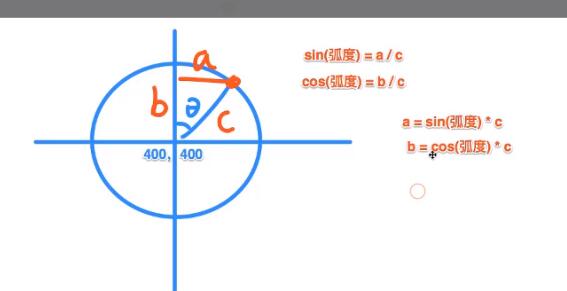 sin(弧度) = a / c
cos(弧度) = b / c
a
b
c
a = sin(弧度) * c
b = cos(弧度) * c
400, 400